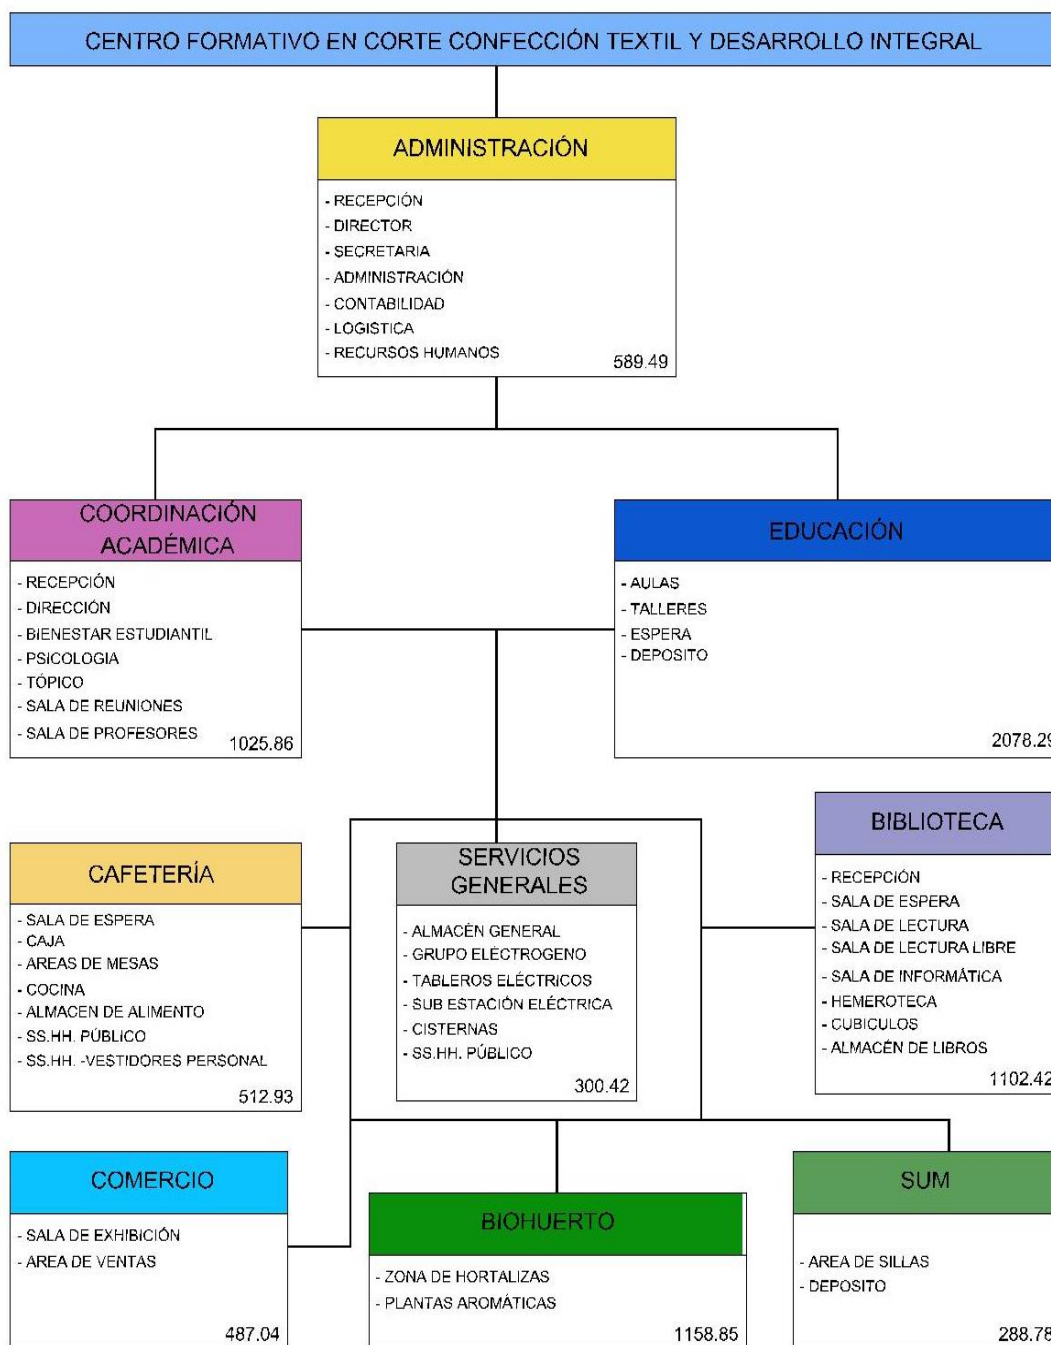 CENTRO FORMATIVO EN CORTE CONFECCIÓN TEXTIL Y DESARROLLO INTEGRAL
ADMINISTRACIÓN
- RECEPCIÓN
- DIRECTOR
- SECRETARIA
- ADMINISTRACIÓN
- CONTABILIDAD
- LOGISTICA
- RECURSOS HUMANOS
589.49
COORDINACIÓN
ACADÉMICA
- RECEPCIÓN
- DIRECCIÓN
- BIENESTAR ESTUDIANTIL
- PSICOLOGIA
- TÓPICO
- SALA DE REUNIONES
- SALA DE PROFESORES
1025.86
EDUCACIÓN
- AULAS
- TALLERES
- ESPERA
- DEPOSITO
2078.29
CAFETERÍA
- SALA DE ESPERA
- CAJA
- AREAS DE MESAS
- COCINA
- ALMACEN DE ALIMENTO
- SS.HH. PÚBLICO
- SS.HH. -VESTIDORES PERSONAL
512.93
SERVICIOS
GENERALES
- ALMACÉN GENERAL
- GRUPO ELÉCTROGENO
- TABLEROS ELÉCTRICOS
- SUB ESTACIÓN ELÉCTRICA
- CISTERNAS
- SS.HH. PÚBLICO
300.42
BIBLIOTECA
- RECEPCIÓN
- SALA DE ESPERA
- SALA DE LECTURA
- SALA DE LECTURA LIBRE
- SALA DE INFORMÁTICA
- HEMEROTECA
- CUBICULOS
- ALMACÉN DE LIBROS
1102.42
COMERCIO
- SALA DE EXHIBICIÓN
- AREA DE VENTAS
487.04
BIOHUERTO
- ZONA DE HORTALIZAS
- PLANTAS AROMÁTICAS
1158.85
SUM
- AREA DE SILLAS
- DEPOSITO
288.78